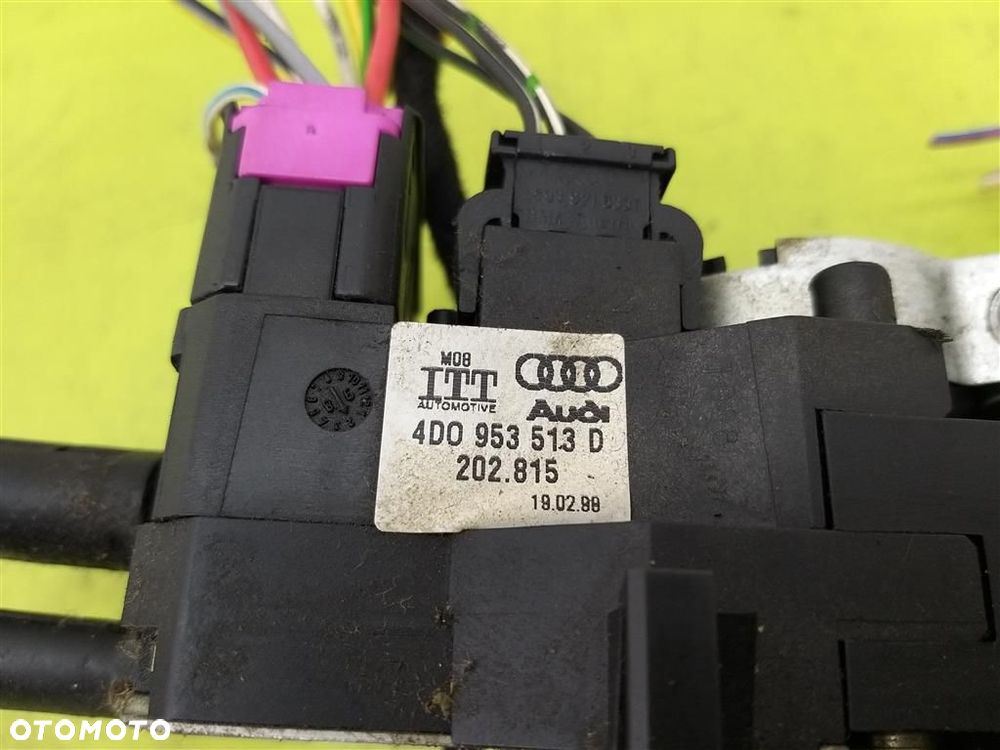 M08
ITT
AUTOMOTIVE
Audi
4D0 953 513 D
202.815
19.02.98
OTOMOTO